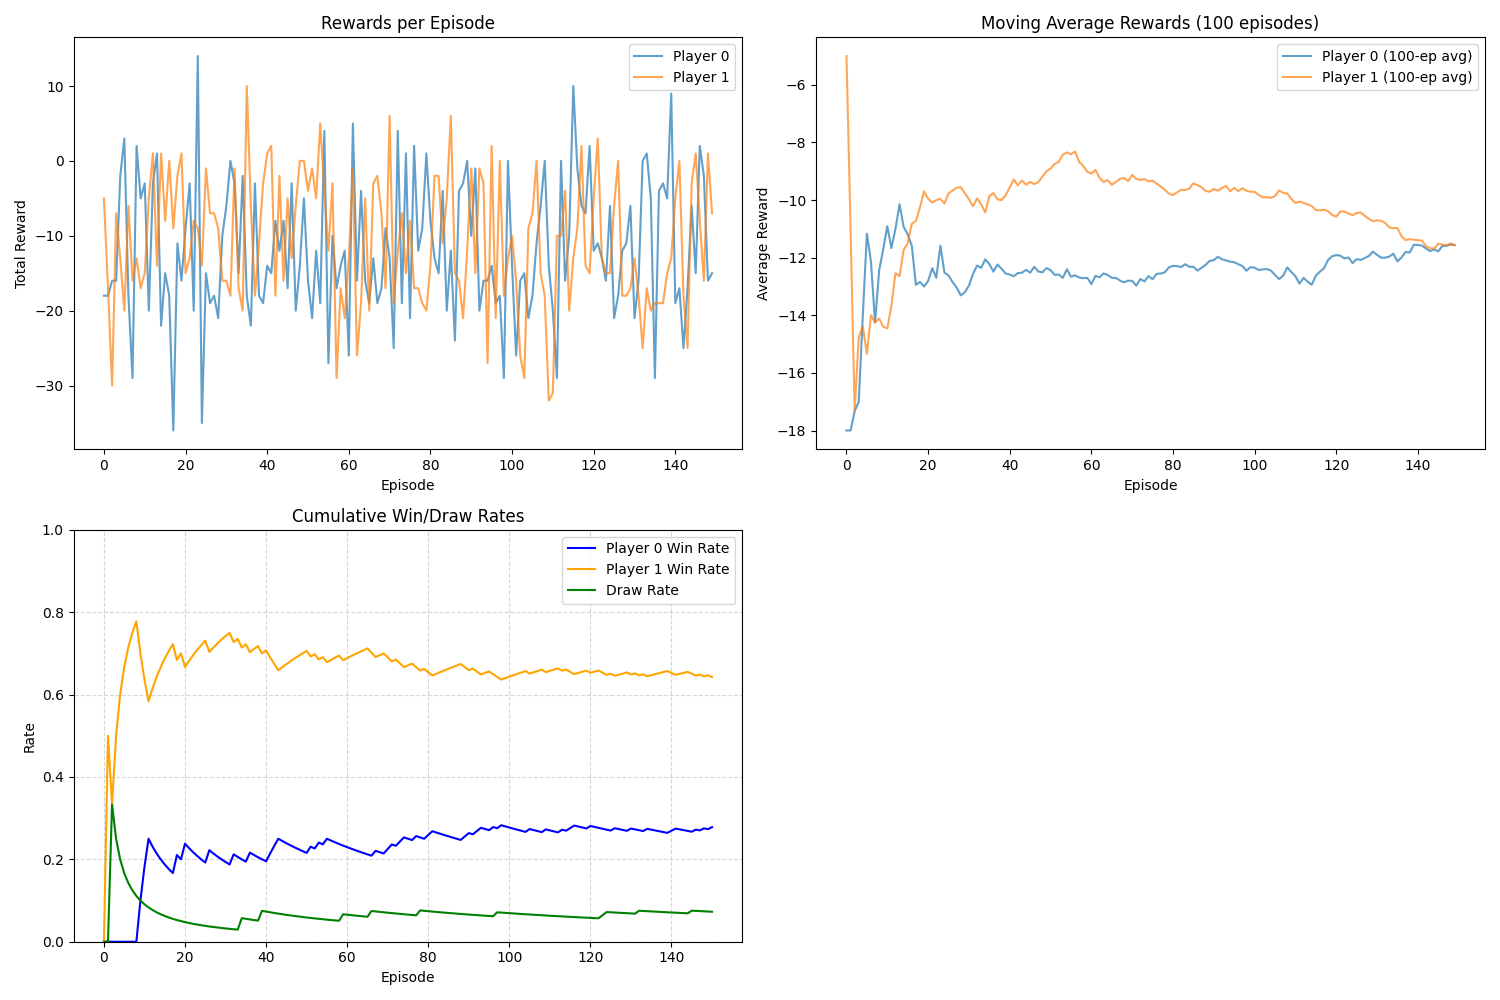 Rewards per Episode
Total Reward
10
0
−10
−20
−30
Player 0
Player 1
0 20 40 60 80 100 120 140
Episode
Moving Average Rewards (100 episodes)
Average Reward
−6
−8
−10
−12
−14
−16
−18
Player 0 (100-ep avg)
Player 1 (100-ep avg)
0 20 40 60 80 100 120 140
Episode
Cumulative Win/Draw Rates
Rate
1.0
0.8
0.6
0.4
0.2
0.0
Player 0 Win Rate
Player 1 Win Rate
Draw Rate
0 20 40 60 80 100 120 140
Episode